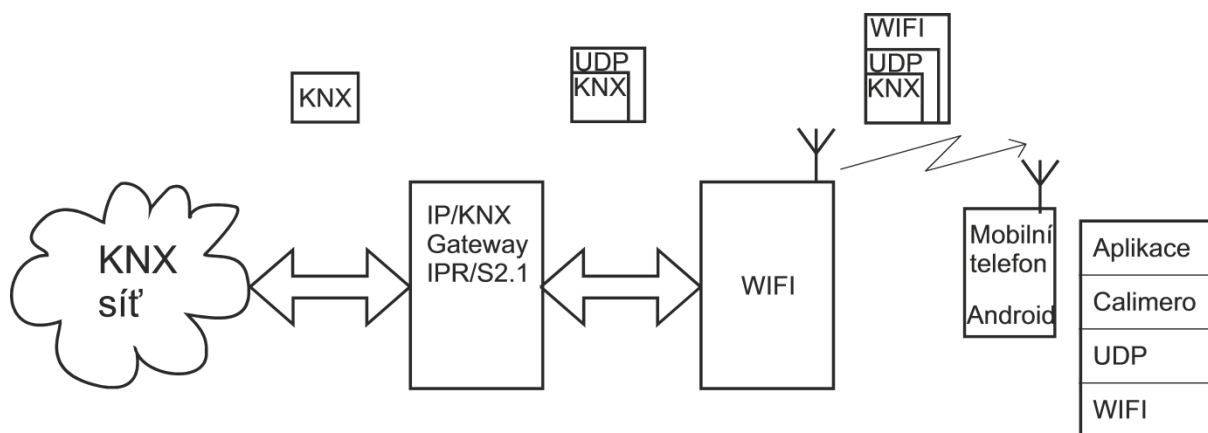 KNX
UDP
KNX
WIFI
UDP
KNX
KNX
síť
IP/KNX
Gateway
IPR/S2.1
WIFI
Mobilní
telefon
Android
Aplikace
Calimero
UDP
WIFI